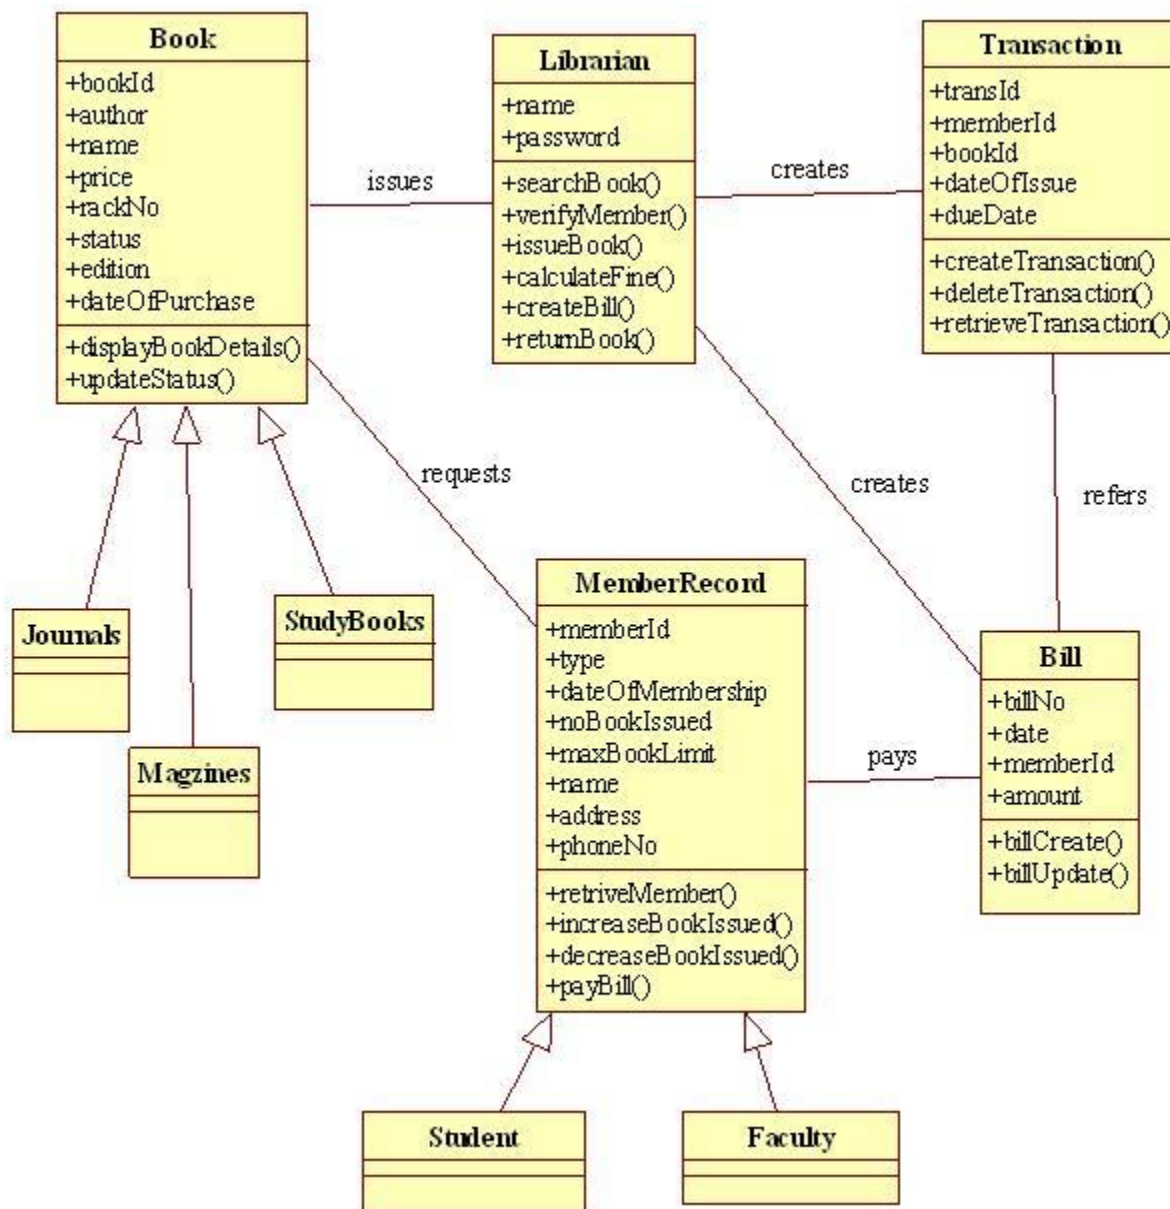 Book
+bookId
+author
+name
+price
+rackNo
+status
+edition
+dateOfPurchase
+displayBookDetails()
+updateStatus()
issues
Librarian
+name
+password
+searchBook()
+verifyMember()
+issueBook()
+calculateFine()
+createBill()
+returnBook()
creates
Transaction
+transId
+memberId
+bookId
+dateOfIssue
+dueDate
+createTransaction()
+deleteTransaction()
+retrieveTransaction()
requests
creates
refers
Journals
StudyBooks
Magzines
MemberRecord
+memberId
+type
+dateOfMembership
+noBookIssued
+maxBookLimit
+name
+address
+phoneNo
+retriveMember()
+increaseBookIssued()
+decreaseBookIssued()
+payBill()
pays
Bill
+billNo
+date
+memberId
+amount
+billCreate()
+billUpdate()
Student
Faculty